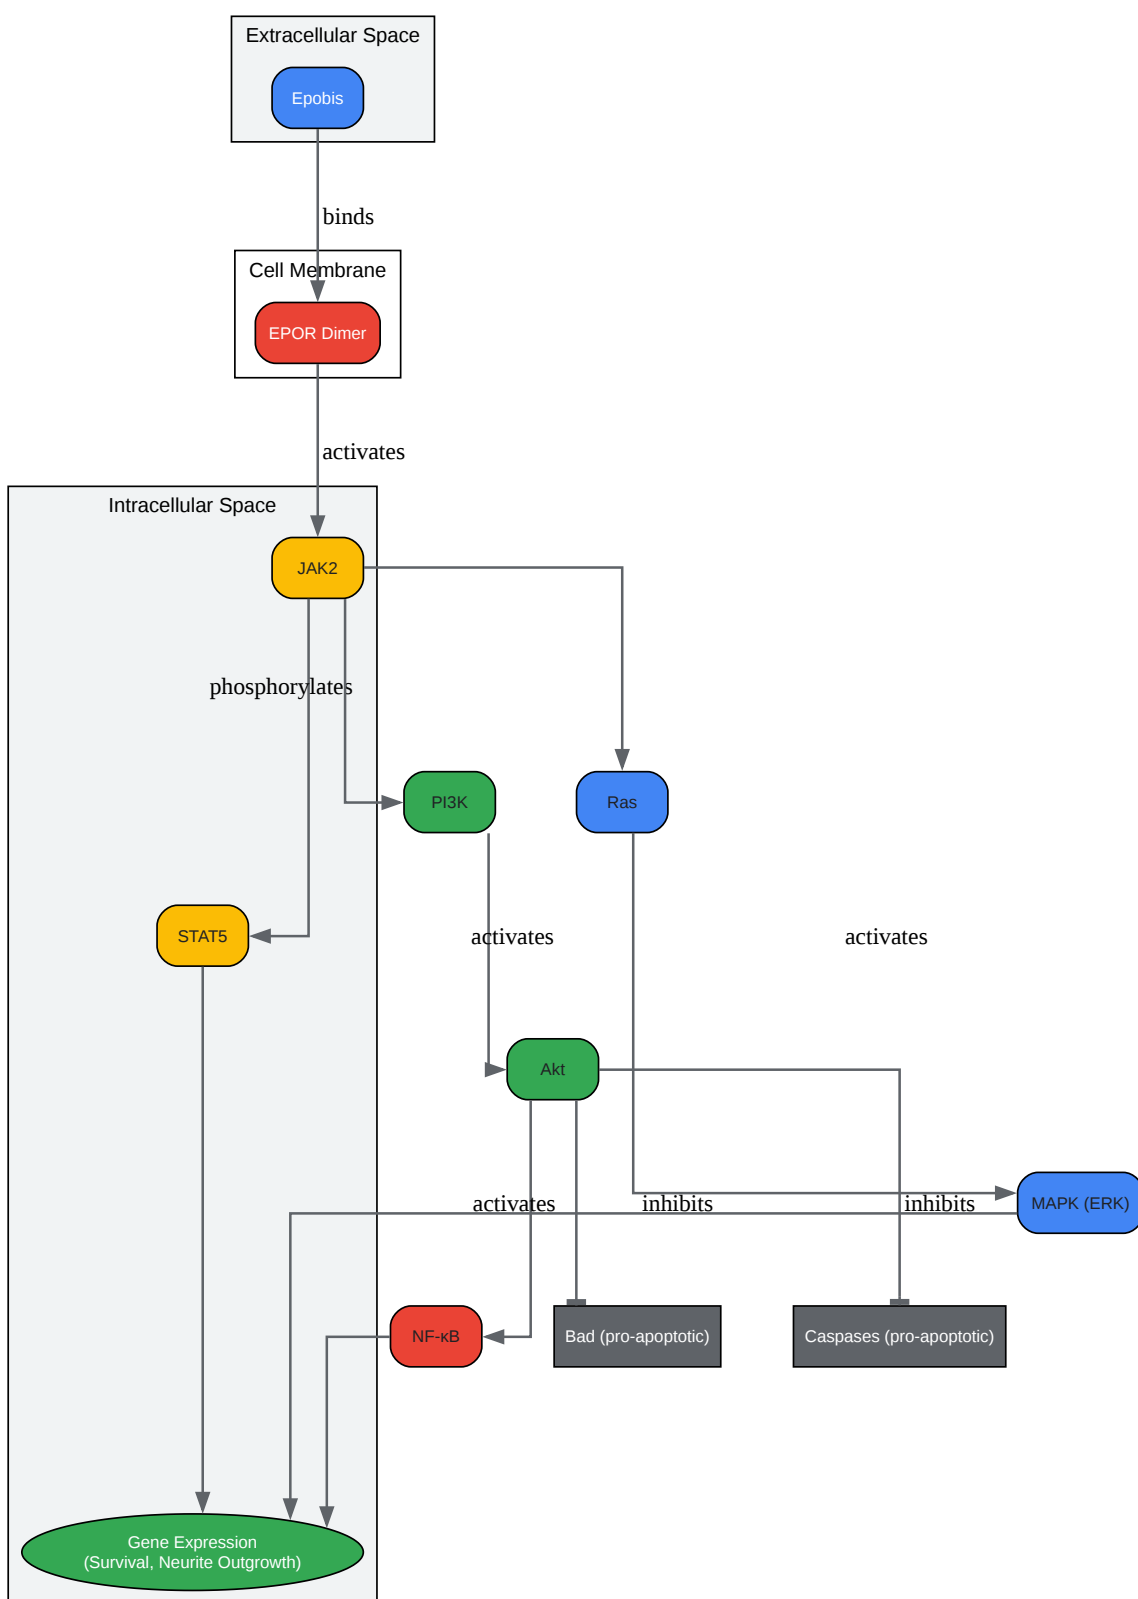 Extracellular Space
Epobis
binds
Cell Membrane
EPOR Dimer
activates
Intracellular Space
JAK2
phosphorylates
PI3K
Ras
STAT5
activates
activates
Akt
activates
inhibits
inhibits
MAPK (ERK)
NF-κB
Bad (pro-apoptotic)
Caspases (pro-apoptotic)
Gene Expression
(Survival, Neurite Outgrowth)